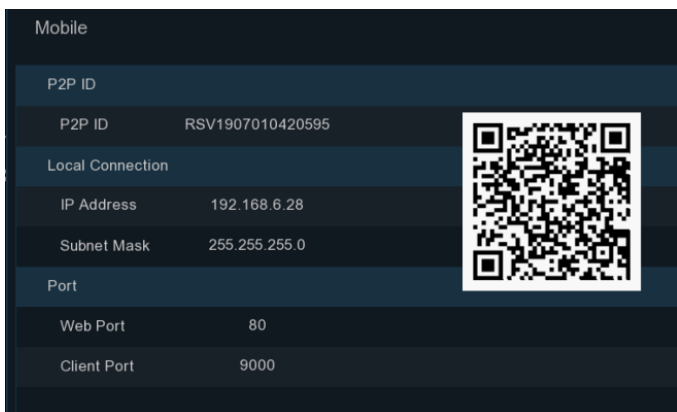 Mobile
P2P ID
P2P ID RSV1907010420595
Local Connection
IP Address 192.168.6.28
Subnet Mask 255.255.255.0
Port
Web Port 80
Client Port 9000